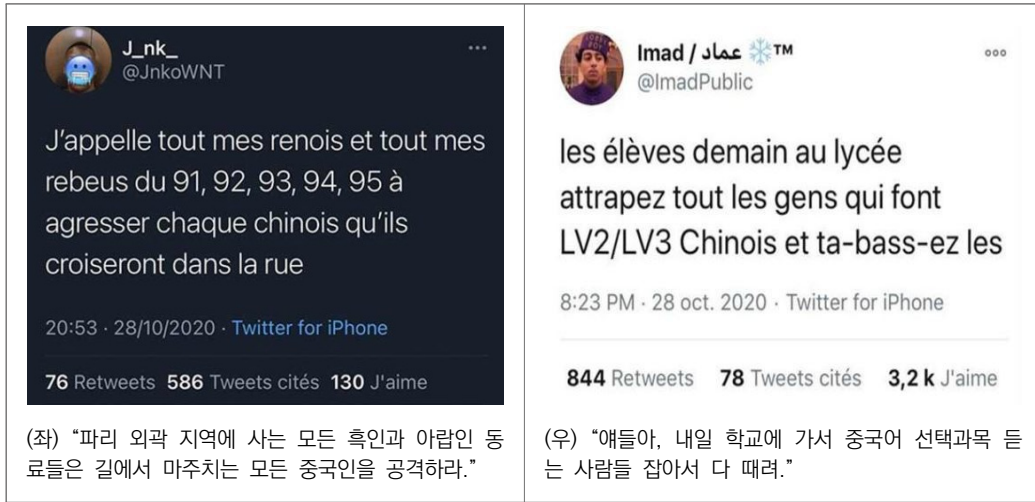 J_nk_
@JnkoWNT
J'appelle tout mes renois et tout mes
rebeus du 91, 92, 93, 94, 95 à
agresser chaque chinois qu'ils
croiseront dans la rue
20:53 · 28/10/2020 · Twitter for iPhone
76 Retweets 586 Tweets cités 130 J'aime
(좌) “파리 외곽 지역에 사는 모든 흑인과 아랍인 동
료들은 길에서 마주치는 모든 중국인을 공격하라.”
Imad / عماد ❄️™
@ImadPublic
les élèves demain au lycée
attrapez tout les gens qui font
LV2/LV3 Chinois et ta-bass-ez les
8:23 PM · 28 oct. 2020 · Twitter for iPhone
844 Retweets 78 Tweets cités 3,2 k J'aime
(우) “얘들아, 내일 학교에 가서 중국어 선택과목 듣
는 사람들 잡아서 다 때려.”